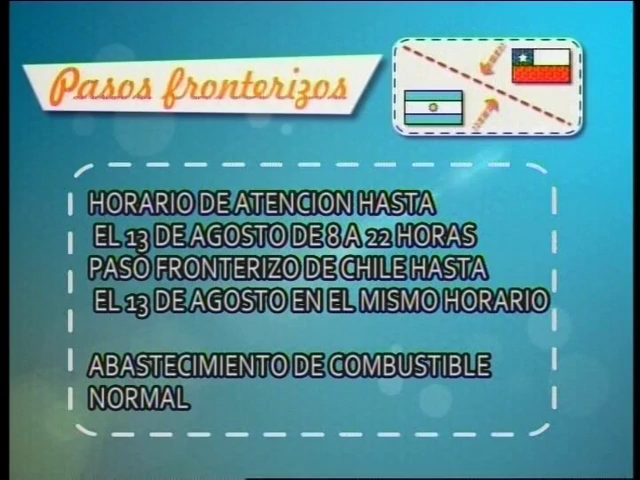 Pasos fronterizos
HORARIO DE ATENCION HASTA
EL 13 DE AGOSTO DE 8 A 22 HORAS
PASO FRONTERIZO DE CHILE HASTA
EL 13 DE AGOSTO EN EL MISMO HORARIO
ABASTECIMIENTO DE COMBUSTIBLE
NORMAL